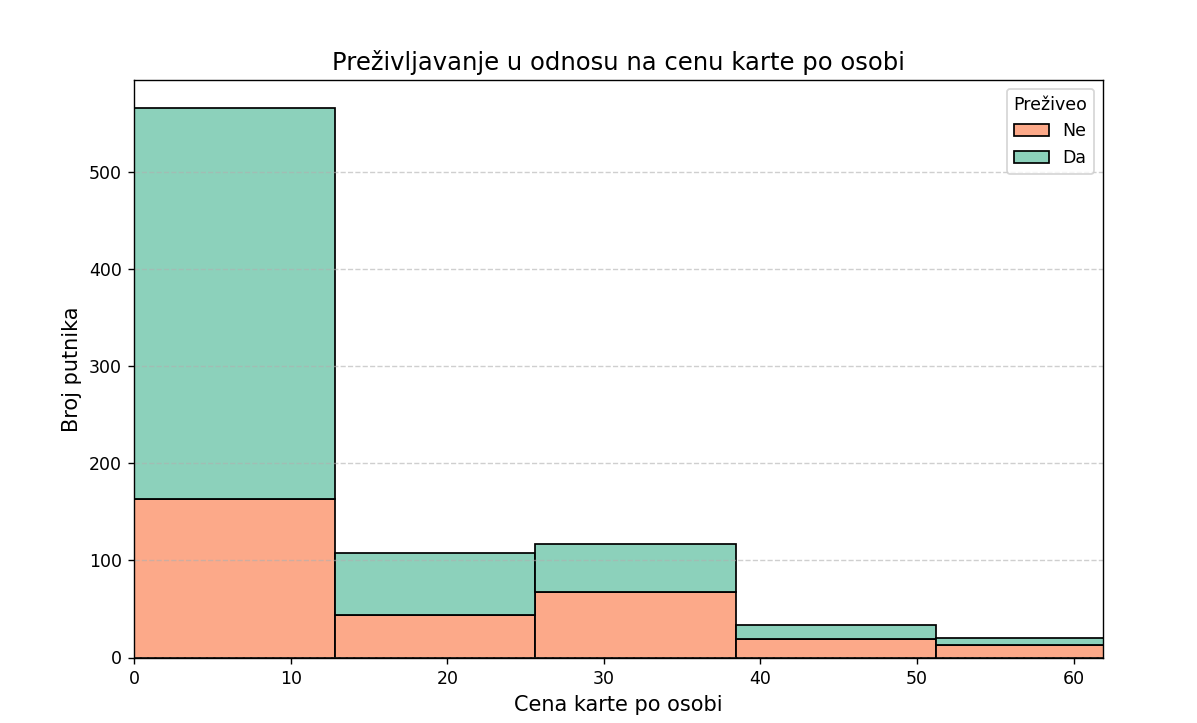 Preživljavanje u odnosu na cenu karte po osobi
Preživeo
Ne
Da
Broj putnika
500
400
300
200
100
0
0 10 20 30 40 50 60
Cena karte po osobi